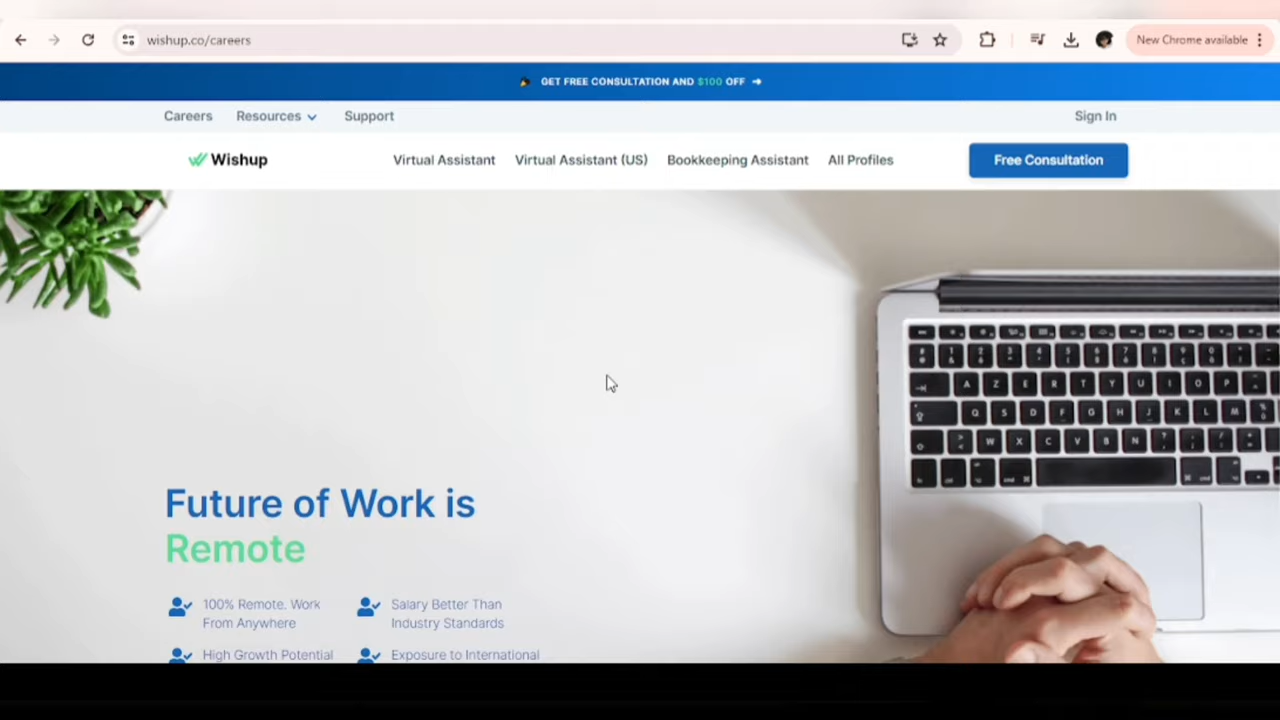 wishup.co/careers
New Chrome available
GET FREE CONSULTATION AND $100 OFF ➔
Careers Resources Support
Sign In
Wishup
Virtual Assistant Virtual Assistant (US) Bookkeeping Assistant All Profiles
Free Consultation
Future of Work is
Remote
100% Remote. Work
From Anywhere
Salary Better Than
Industry Standards
High Growth Potential
Exposure to International